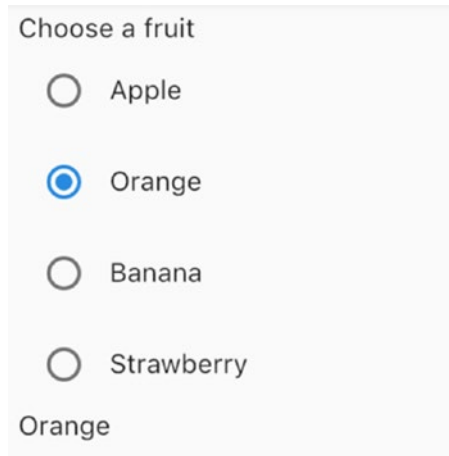 Choose a fruit
Apple
Orange
Banana
Strawberry
Orange